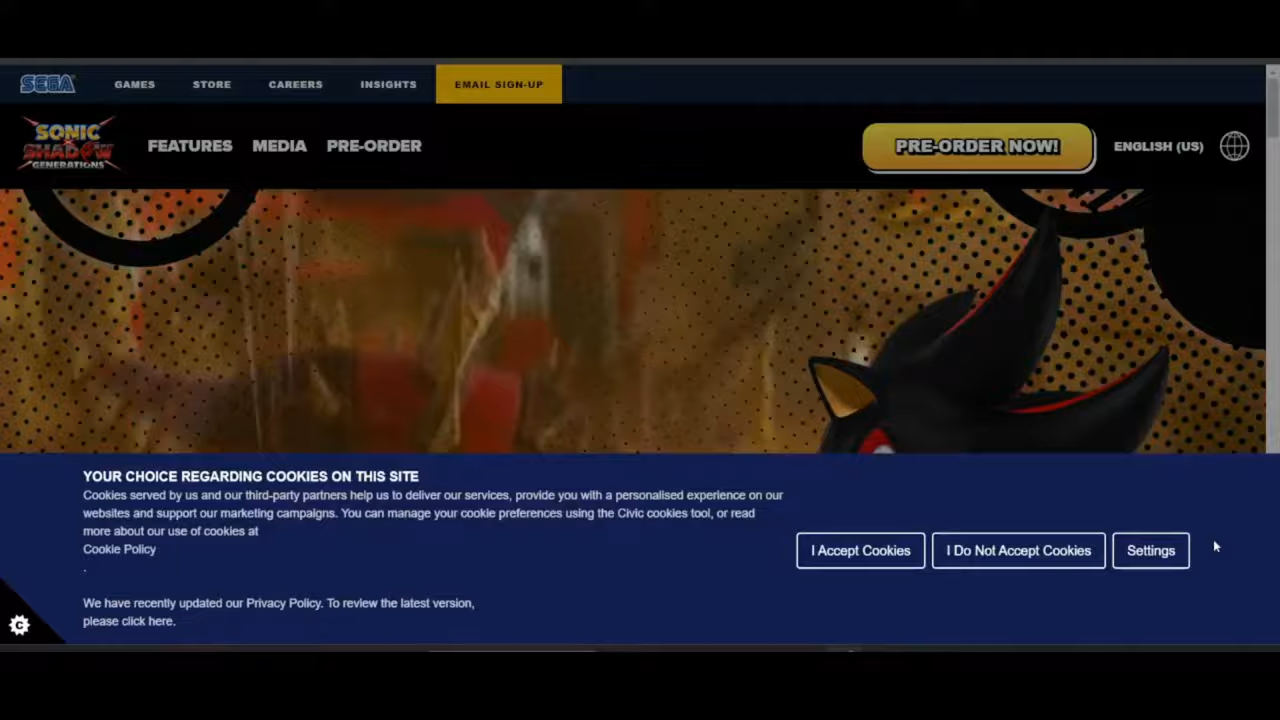 SEGA GAMES STORE CAREERS INSIGHTS EMAIL SIGN-UP
SONIC
X
SHADOW
GENERATIONS
FEATURES MEDIA PRE-ORDER PRE-ORDER NOW! ENGLISH (US)
YOUR CHOICE REGARDING COOKIES ON THIS SITE
Cookies served by us and our third-party partners help us to deliver our services, provide you with a personalised experience on our
websites and support our marketing campaigns. You can manage your cookie preferences using the Civic cookies tool, or read
more about our use of cookies at
Cookie Policy
.
We have recently updated our Privacy Policy. To review the latest version,
please click here.
I Accept Cookies I Do Not Accept Cookies Settings
C